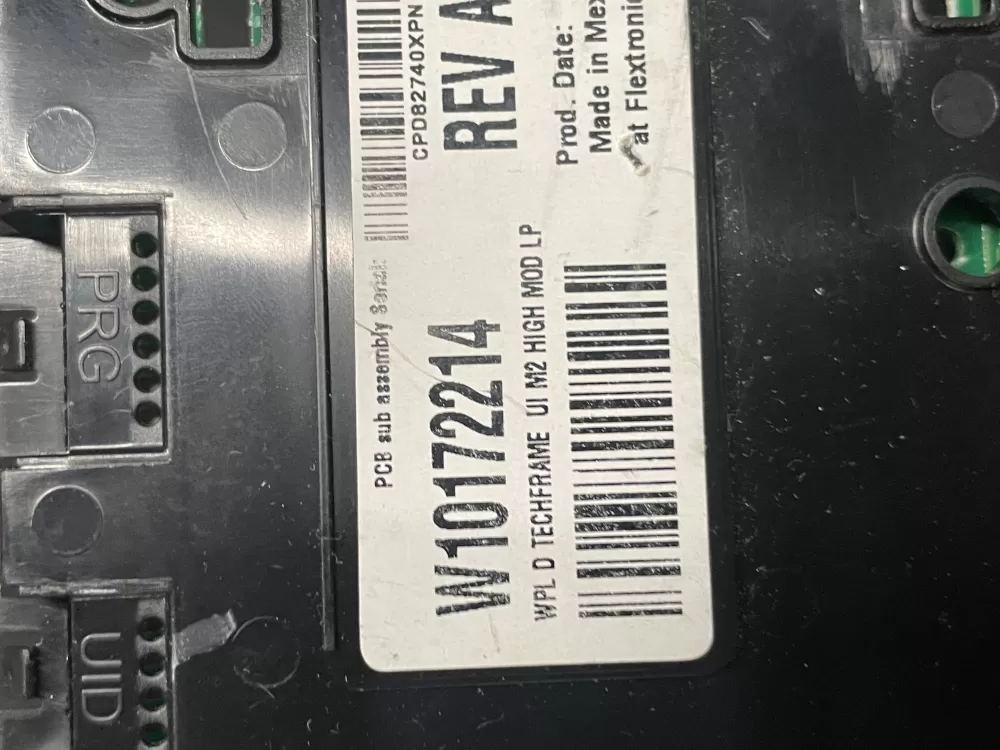 PCB sub assembly Serial:
CPD82740XPN
W10172214 REV A
WPL D TECHFRAME UI M2 HIGH MOD LP
Prod. Date:
Made in Mex
at Flextroni
PRG
UID